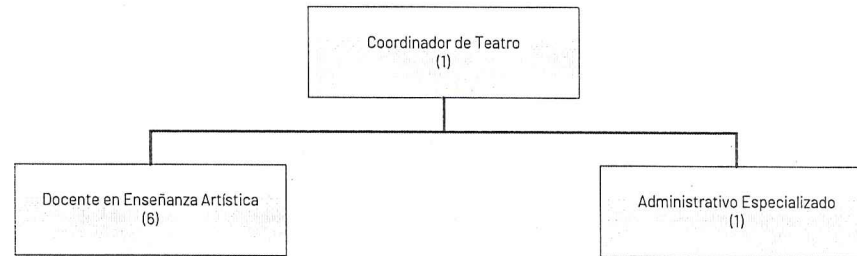 Coordinador de Teatro
(1)
Docente en Enseñanza Artística
(6)
Administrativo Especializado
(1)